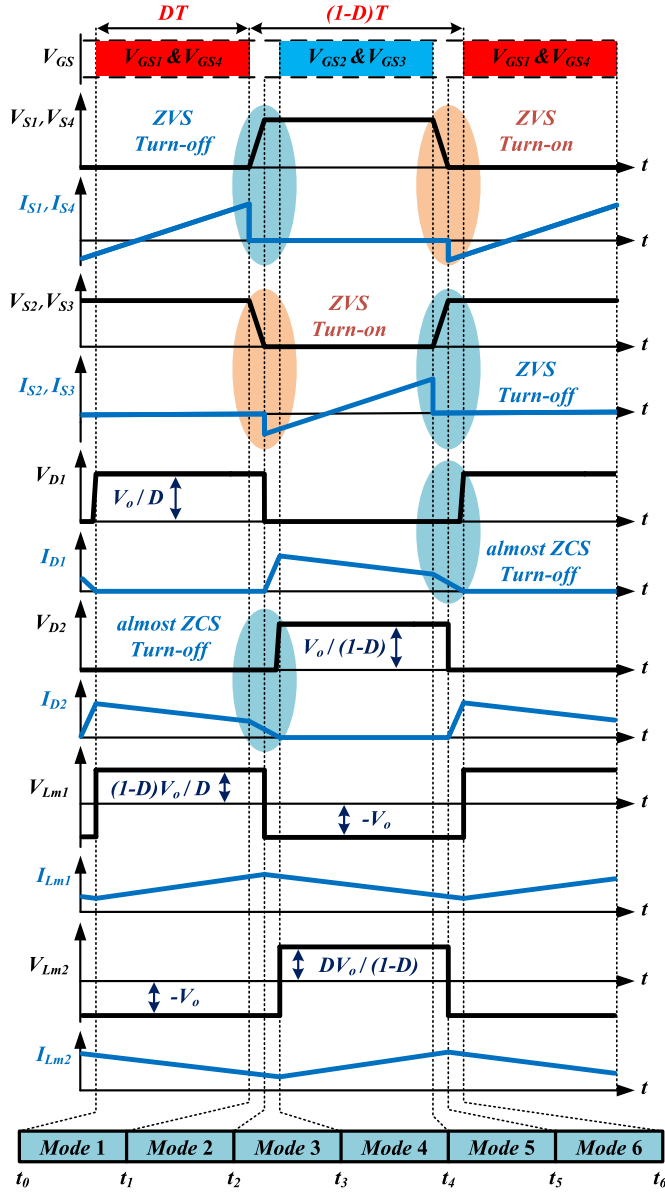 DT (1-D)T
V_GS V_GS1 & V_GS4 V_GS2 & V_GS3 V_GS1 & V_GS4
V_S1, V_S4 ZVS ZVS
Turn-off Turn-on
t
I_S1, I_S4
t
V_S2, V_S3 ZVS
Turn-on
t
I_S2, I_S3 ZVS
Turn-off
t
V_D1
V_o / D
t
I_D1 almost ZCS
Turn-off
t
V_D2 almost ZCS
Turn-off V_o / (1-D)
t
I_D2
t
V_Lm1 (1-D)V_o / D
-V_o
t
I_Lm1
t
V_Lm2 DV_o / (1-D)
-V_o
t
I_Lm2
t
Mode 1 Mode 2 Mode 3 Mode 4 Mode 5 Mode 6
t_0 t_1 t_2 t_3 t_4 t_5 t_6